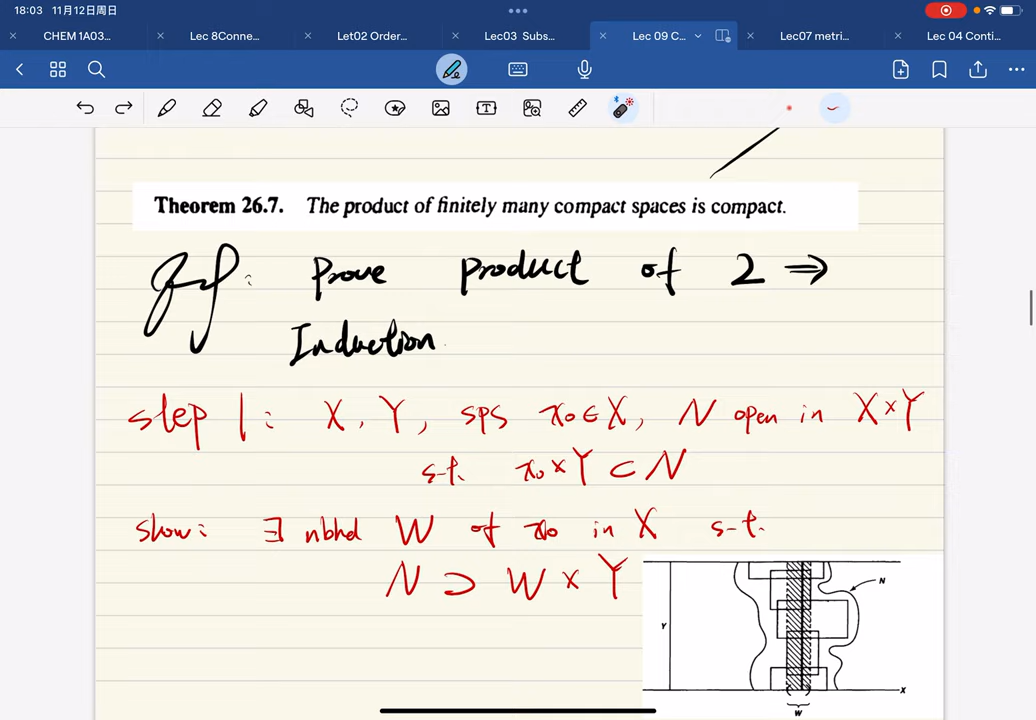 18:03 11月12日周日
CHEM 1A03... Lec 8Conne... Let02 Order... Lec03 Subs... Lec 09 C... Lec07 metri... Lec 04 Conti...
Theorem 26.7. The product of finitely many compact spaces is compact.
Prf: Prove product of 2 ⇒
Induction
step 1: X, Y, sps x0 ∈ X, N open in X×Y
s.t. x0 × Y ⊂ N
show: ∃ nbhd W of x0 in X s.t.
N ⊃ W × Y
N
Y
X
W